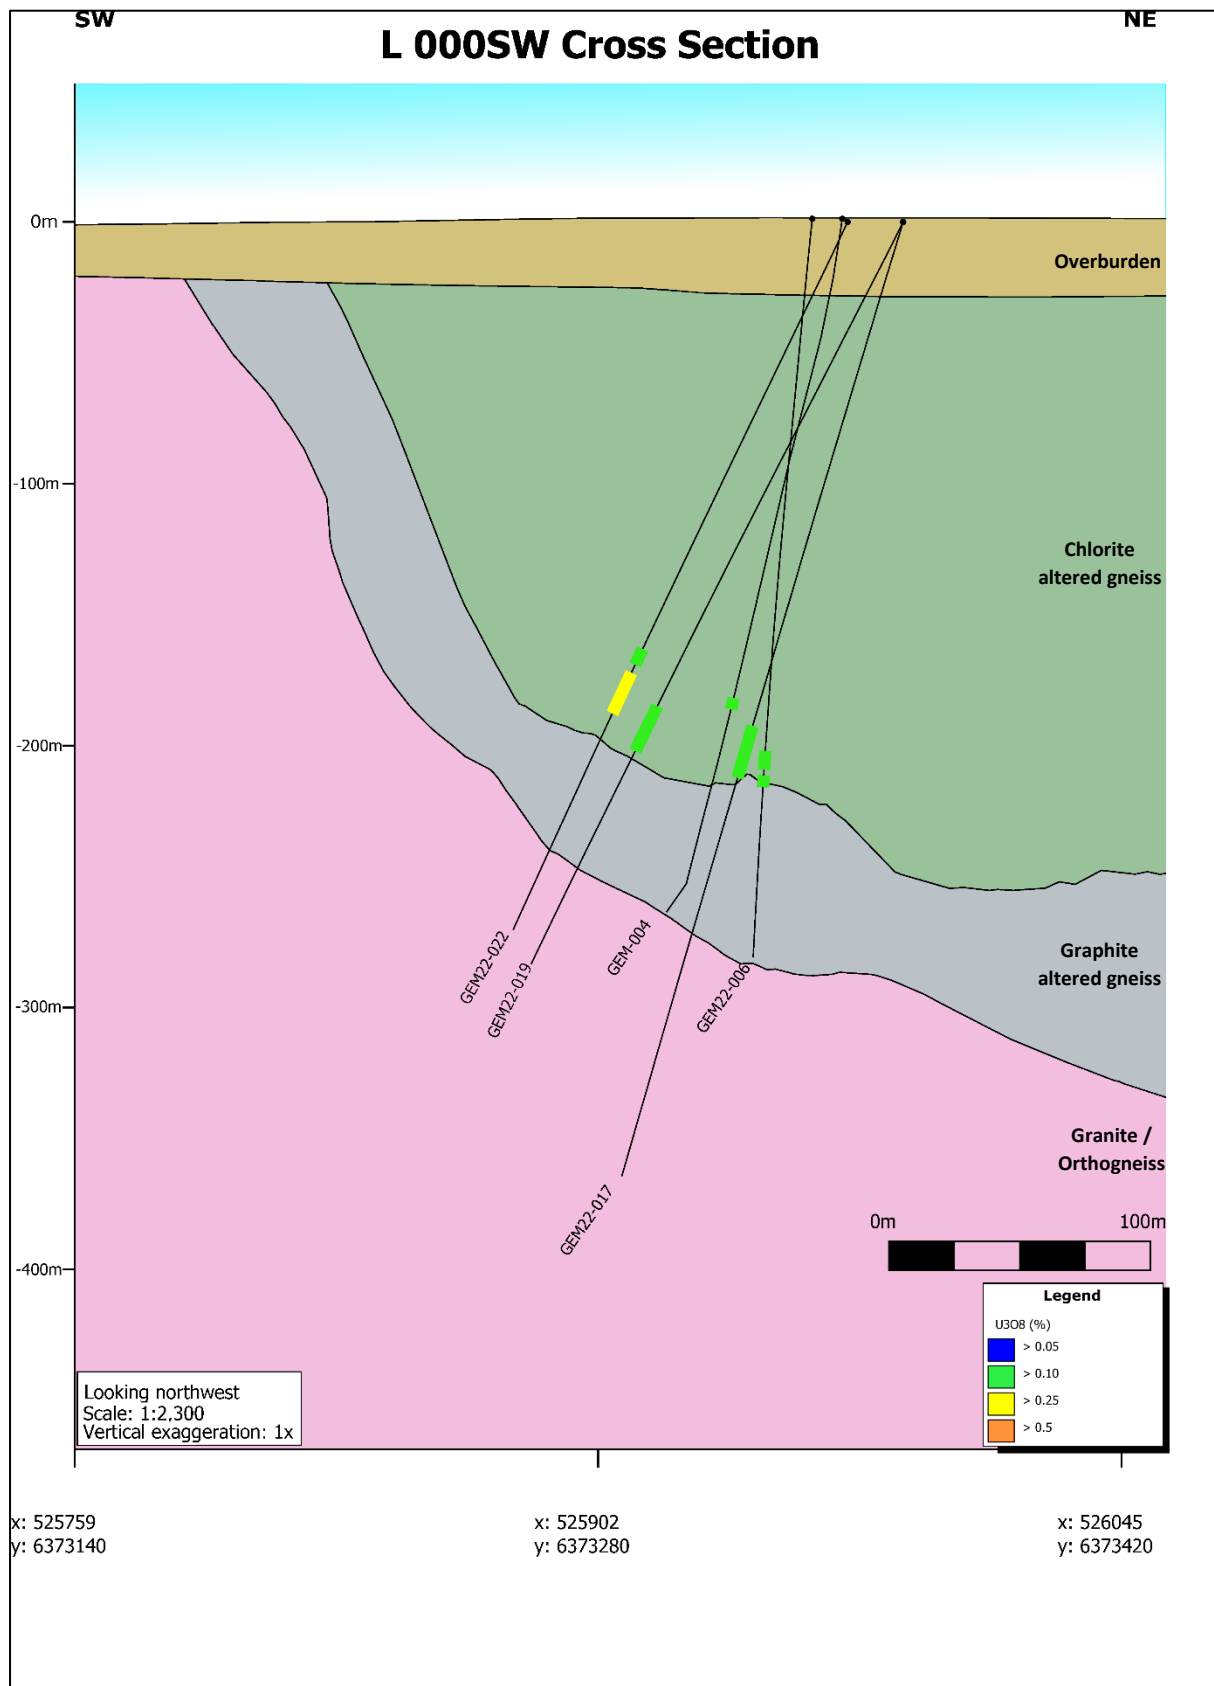 SW
NE
L 000SW Cross Section
0m
Overburden
-100m
Chlorite
altered gneiss
-200m
GEM22-022
GEM22-019
GEM-004
GEM22-006
Graphite
altered gneiss
-300m
Granite /
Orthogneiss
GEM22-017
0m
100m
-400m
Legend
U3O8 (%)
> 0.05
> 0.10
> 0.25
> 0.5
Looking northwest
Scale: 1:2,300
Vertical exaggeration: 1x
x: 525759
y: 6373140
x: 525902
y: 6373280
x: 526045
y: 6373420